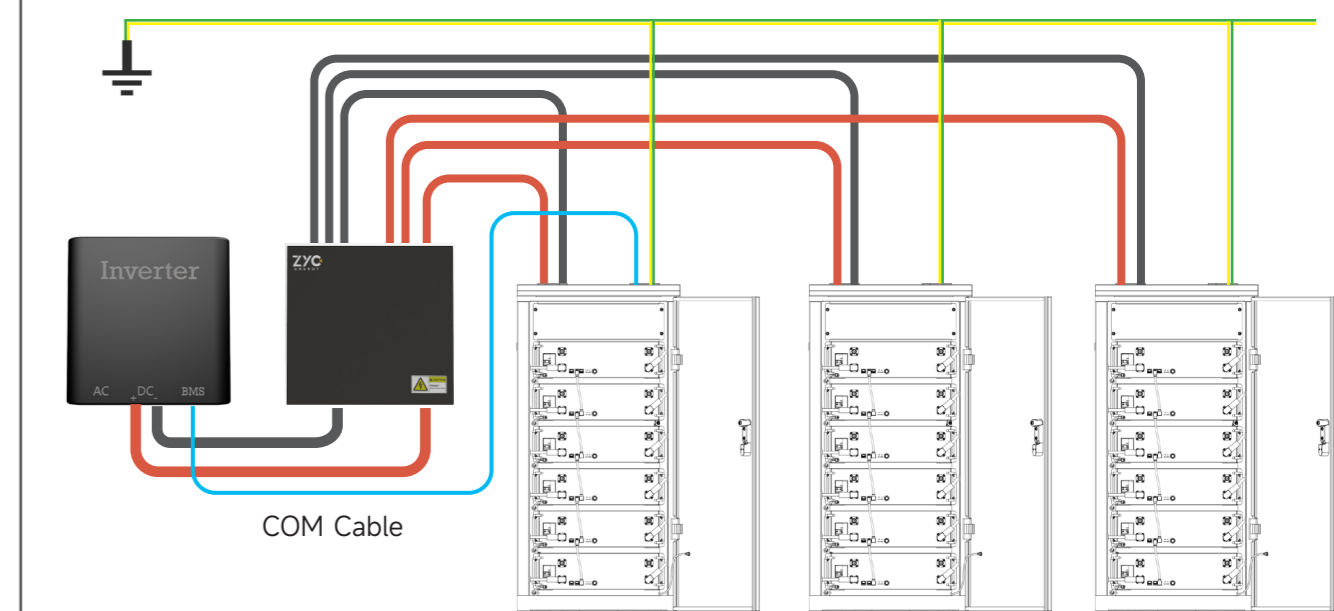 Inverter
AC
DC
BMS
+
-
ZYC
ENERGY
COM Cable